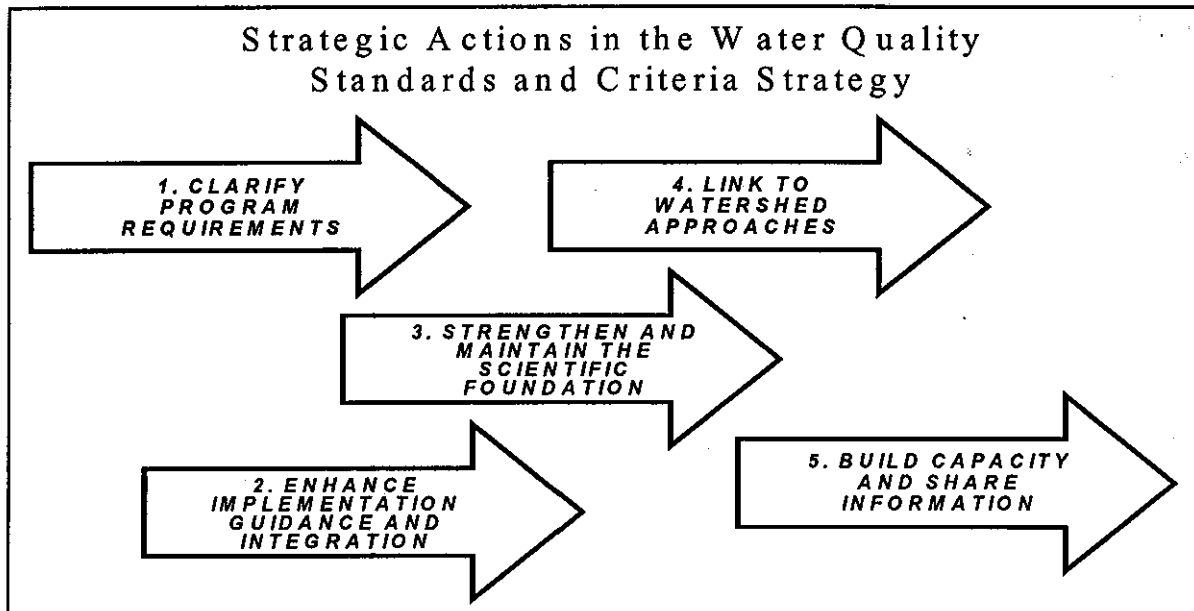 Strategic Actions in the Water Quality
Standards and Criteria Strategy
1. CLARIFY
PROGRAM
REQUIREMENTS
4. LINK TO
WATERSHED
APPROACHES
3. STRENGTHEN AND
MAINTAIN THE
SCIENTIFIC
FOUNDATION
2. ENHANCE
IMPLEMENTATION
GUIDANCE AND
INTEGRATION
5. BUILD CAPACITY
AND SHARE
INFORMATION